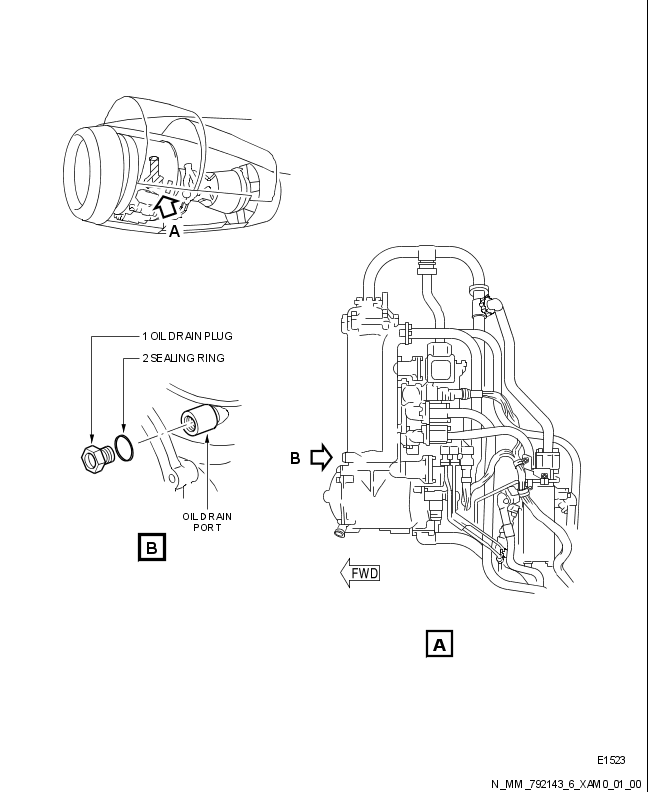 A
1 OIL DRAIN PLUG
2 SEALING RING
B
OIL DRAIN
PORT
B
FWD
A
E1523
N_MM_792143_6_XAM0_01_00